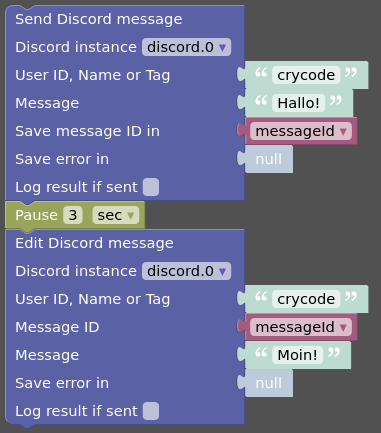 Send Discord message
Discord instance discord.0 ▾
User ID, Name or Tag “ crycode ”
Message “ Hallo! ”
Save message ID in messageId ▾
Save error in null
Log result if sent
Pause 3 sec ▾
Edit Discord message
Discord instance discord.0 ▾
User ID, Name or Tag “ crycode ”
Message ID messageId ▾
Message “ Moin! ”
Save error in null
Log result if sent